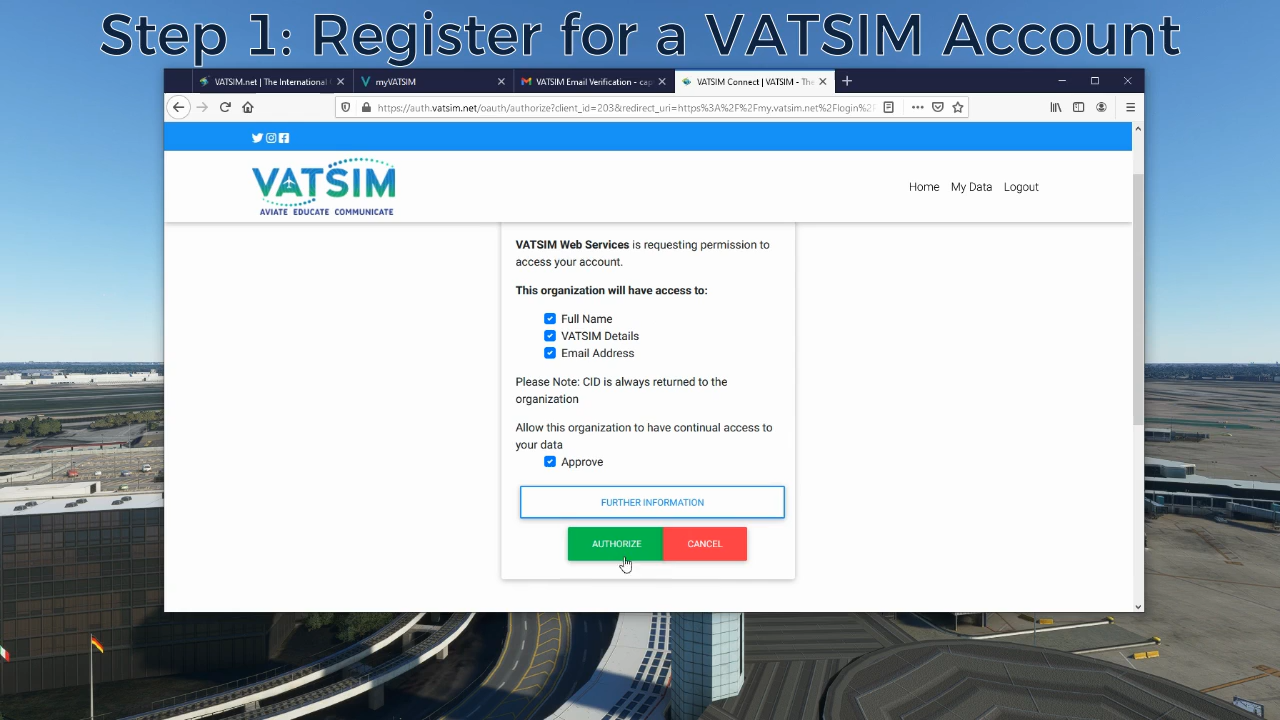 Step 1: Register for a VATSIM Account
VATSIM.net | The International
myVATSIM
VATSIM Email Verification - cap
VATSIM Connect | VATSIM - The
https://auth.vatsim.net/oauth/authorize?client_id=203&redirect_uri=https%3A%2F%2Fmy.vatsim.net%2Flogin%2F
VATSIM
AVIATE EDUCATE COMMUNICATE
Home My Data Logout
VATSIM Web Services is requesting permission to
access your account.
This organization will have access to:
Full Name
VATSIM Details
Email Address
Please Note: CID is always returned to the
organization
Allow this organization to have continual access to
your data
Approve
FURTHER INFORMATION
AUTHORIZE CANCEL